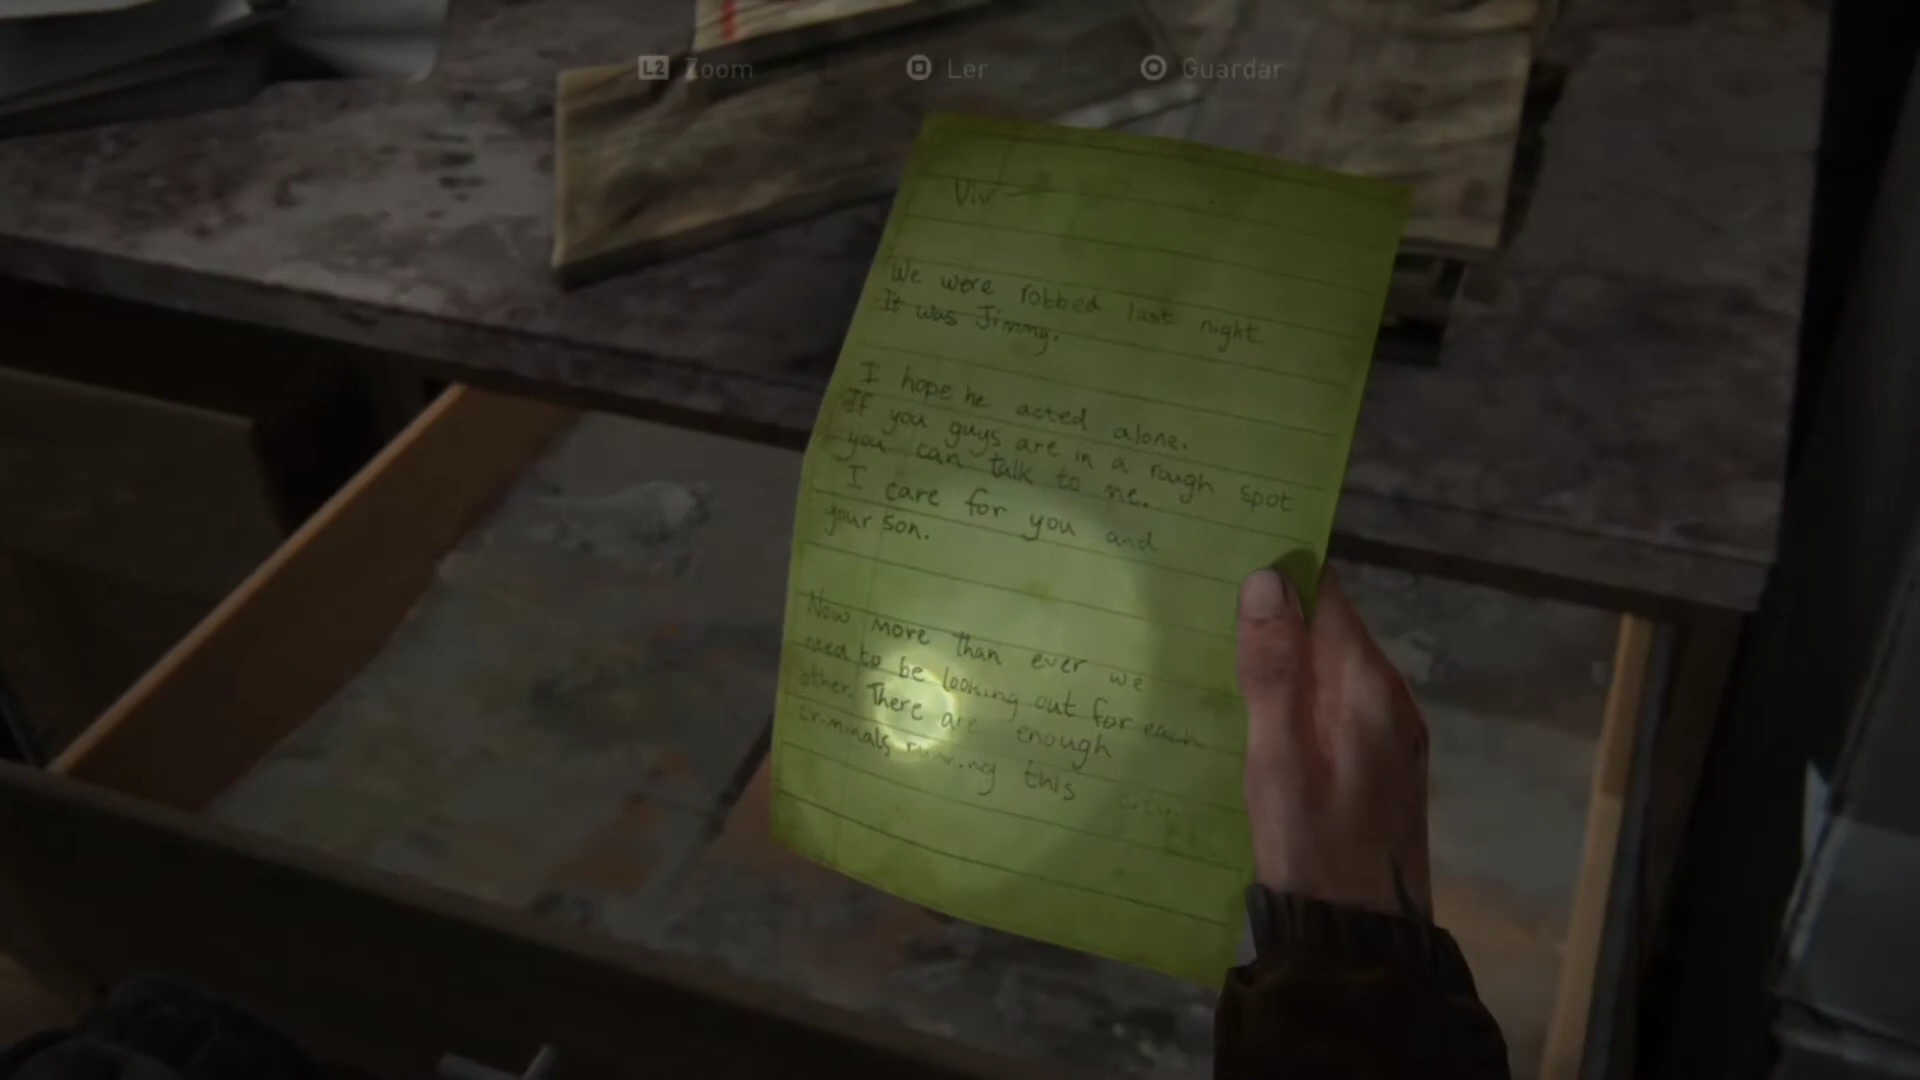 L2 Zoom
Ler
Guardar
Viv
We were robbed last night
It was Jimmy.
I hope he acted alone.
If you guys are in a rough spot
you can talk to me.
I care for you and
your son.
Now more than ever we
need to be looking out for each
other. There are enough
criminals running this